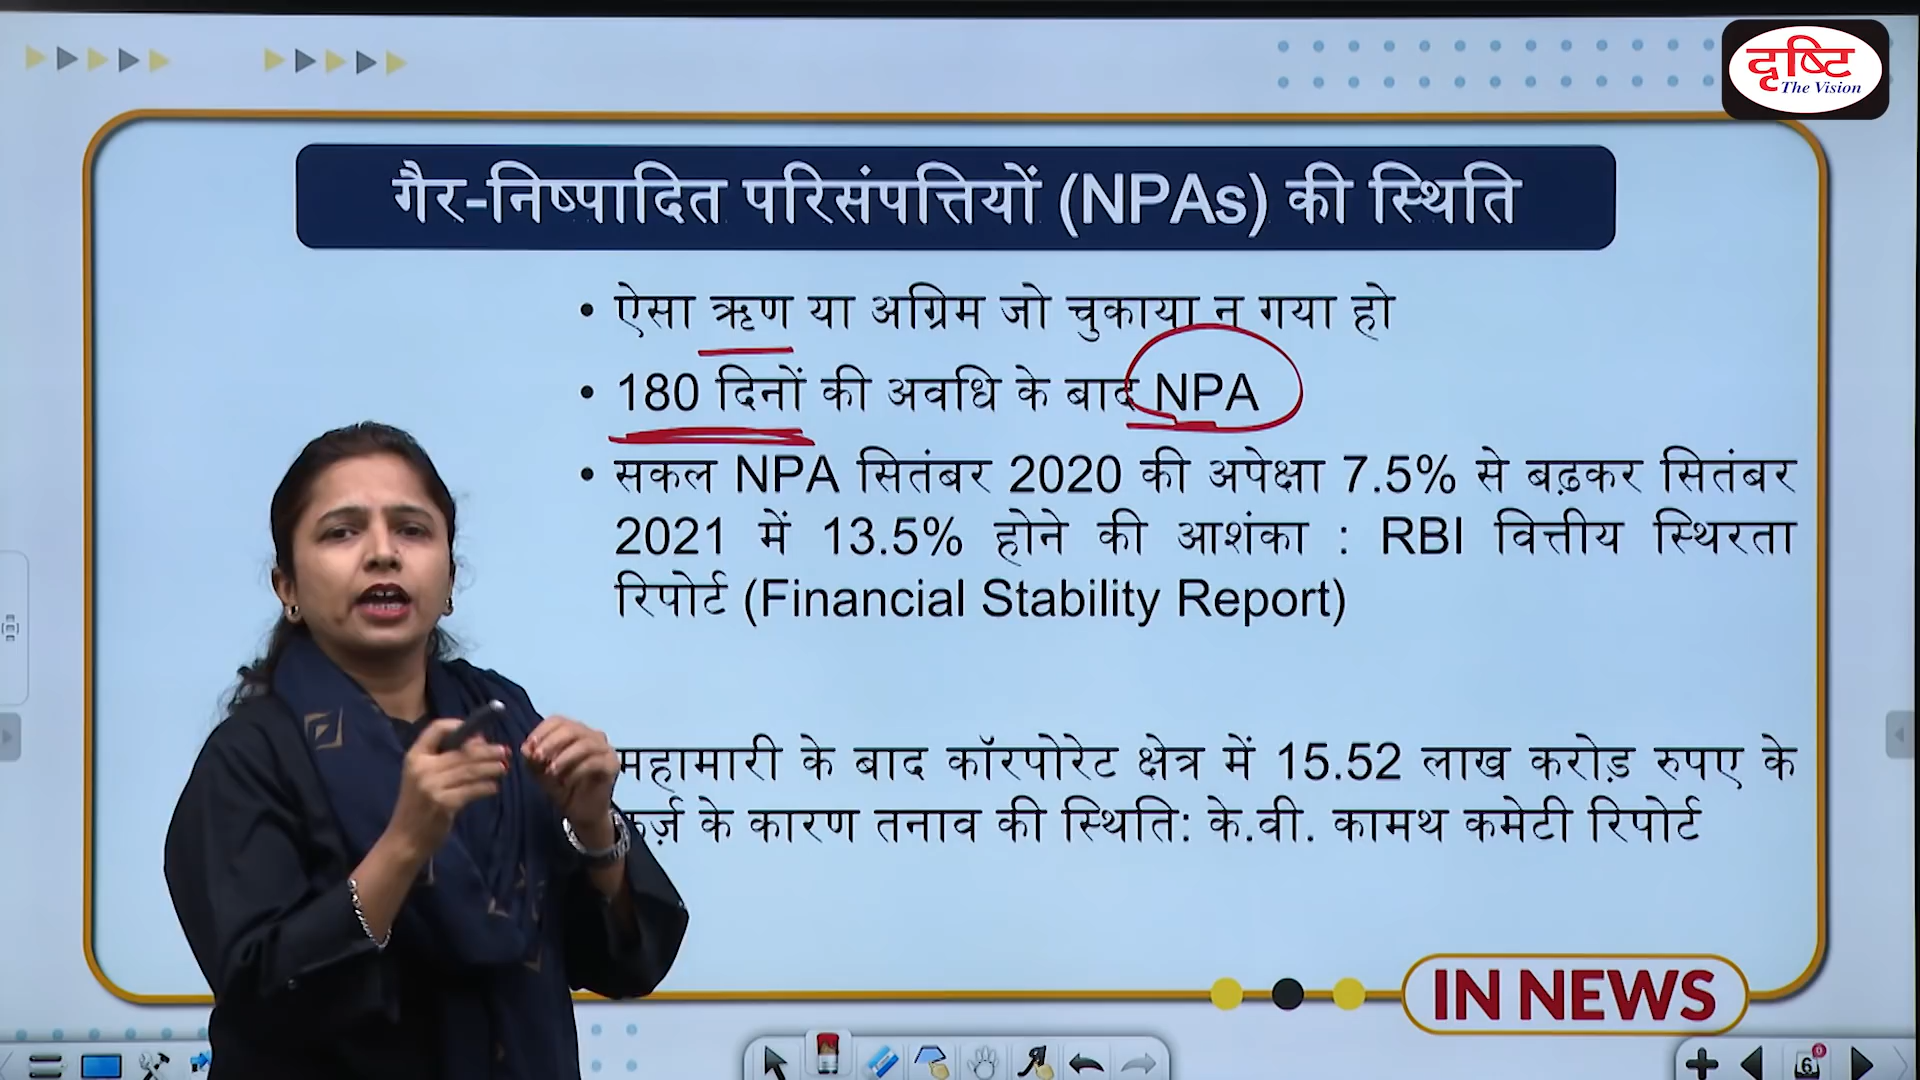 दृष्टि
The Vision
गैर-निष्पादित परिसंपत्तियों (NPAs) की स्थिति
• ऐसा ऋण या अग्रिम जो चुकाया न गया हो
• 180 दिनों की अवधि के बाद NPA
• सकल NPA सितंबर 2020 की अपेक्षा 7.5% से बढ़कर सितंबर
2021 में 13.5% होने की आशंका : RBI वित्तीय स्थिरता
रिपोर्ट (Financial Stability Report)
महामारी के बाद कॉरपोरेट क्षेत्र में 15.52 लाख करोड़ रुपए के
कर्ज़ के कारण तनाव की स्थिति: के.वी. कामथ कमेटी रिपोर्ट
IN NEWS
6